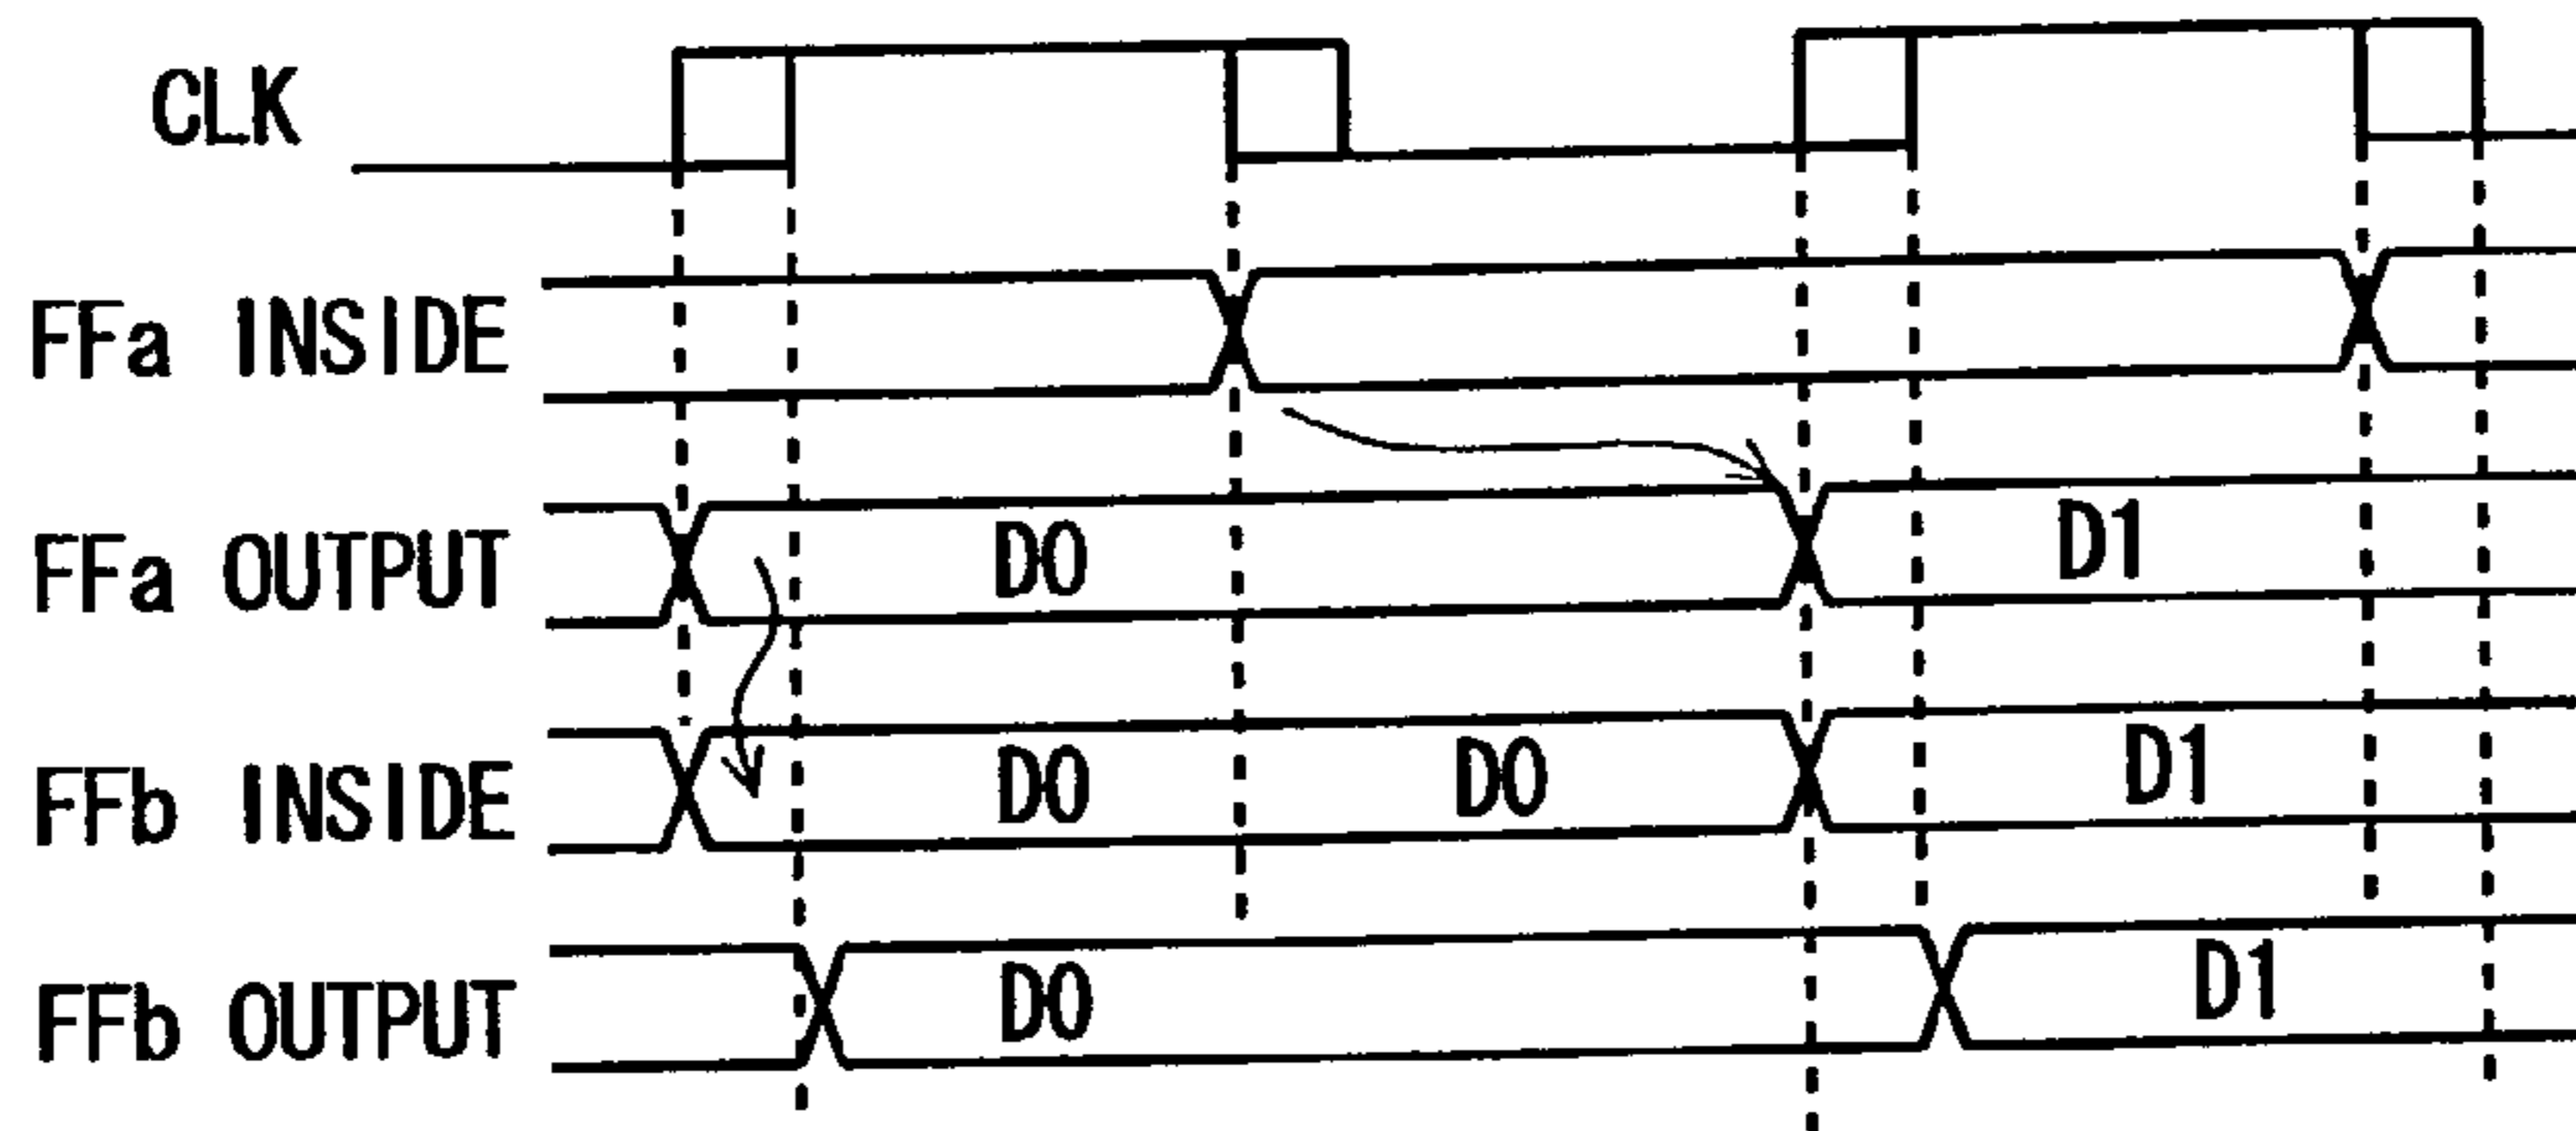 CLK
FFa INSIDE
FFa OUTPUT D0 D1
FFb INSIDE D0 D0 D1
FFb OUTPUT D0 D1